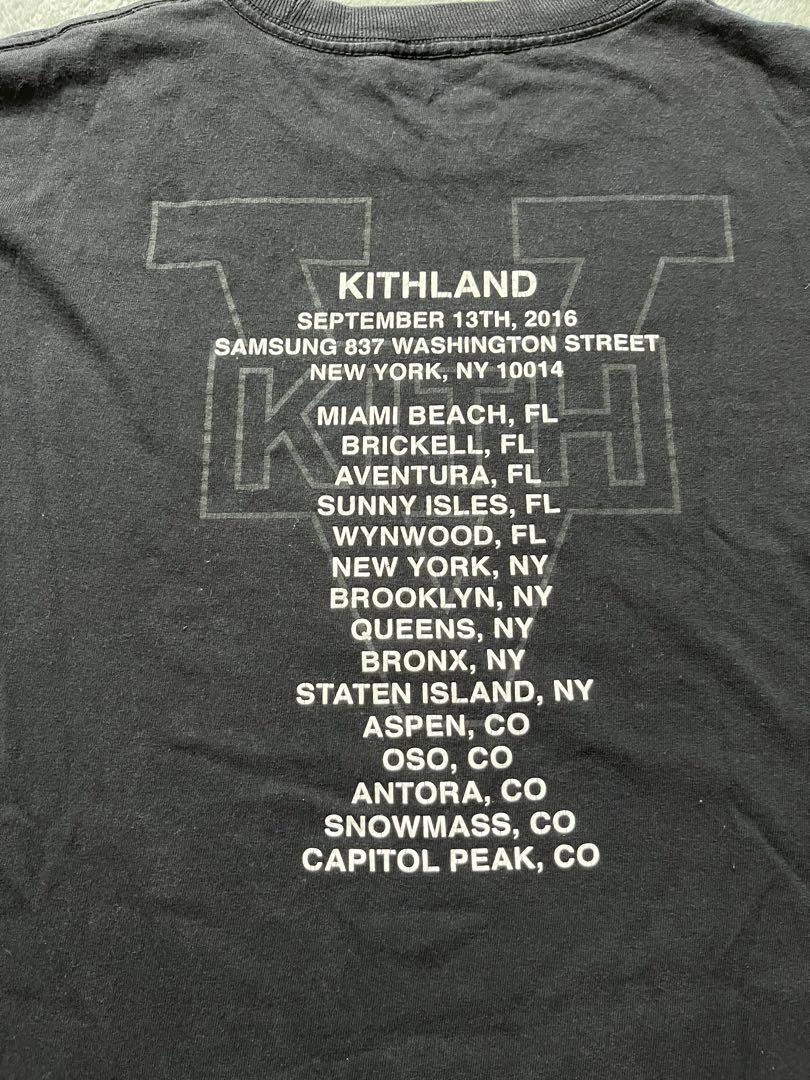 KITHLAND
SEPTEMBER 13TH, 2016
SAMSUNG 837 WASHINGTON STREET
NEW YORK, NY 10014
KITH
MIAMI BEACH, FL
BRICKELL, FL
AVENTURA, FL
SUNNY ISLES, FL
WYNWOOD, FL
NEW YORK, NY
BROOKLYN, NY
QUEENS, NY
BRONX, NY
STATEN ISLAND, NY
ASPEN, CO
OSO, CO
ANTORA, CO
SNOWMASS, CO
CAPITOL PEAK, CO